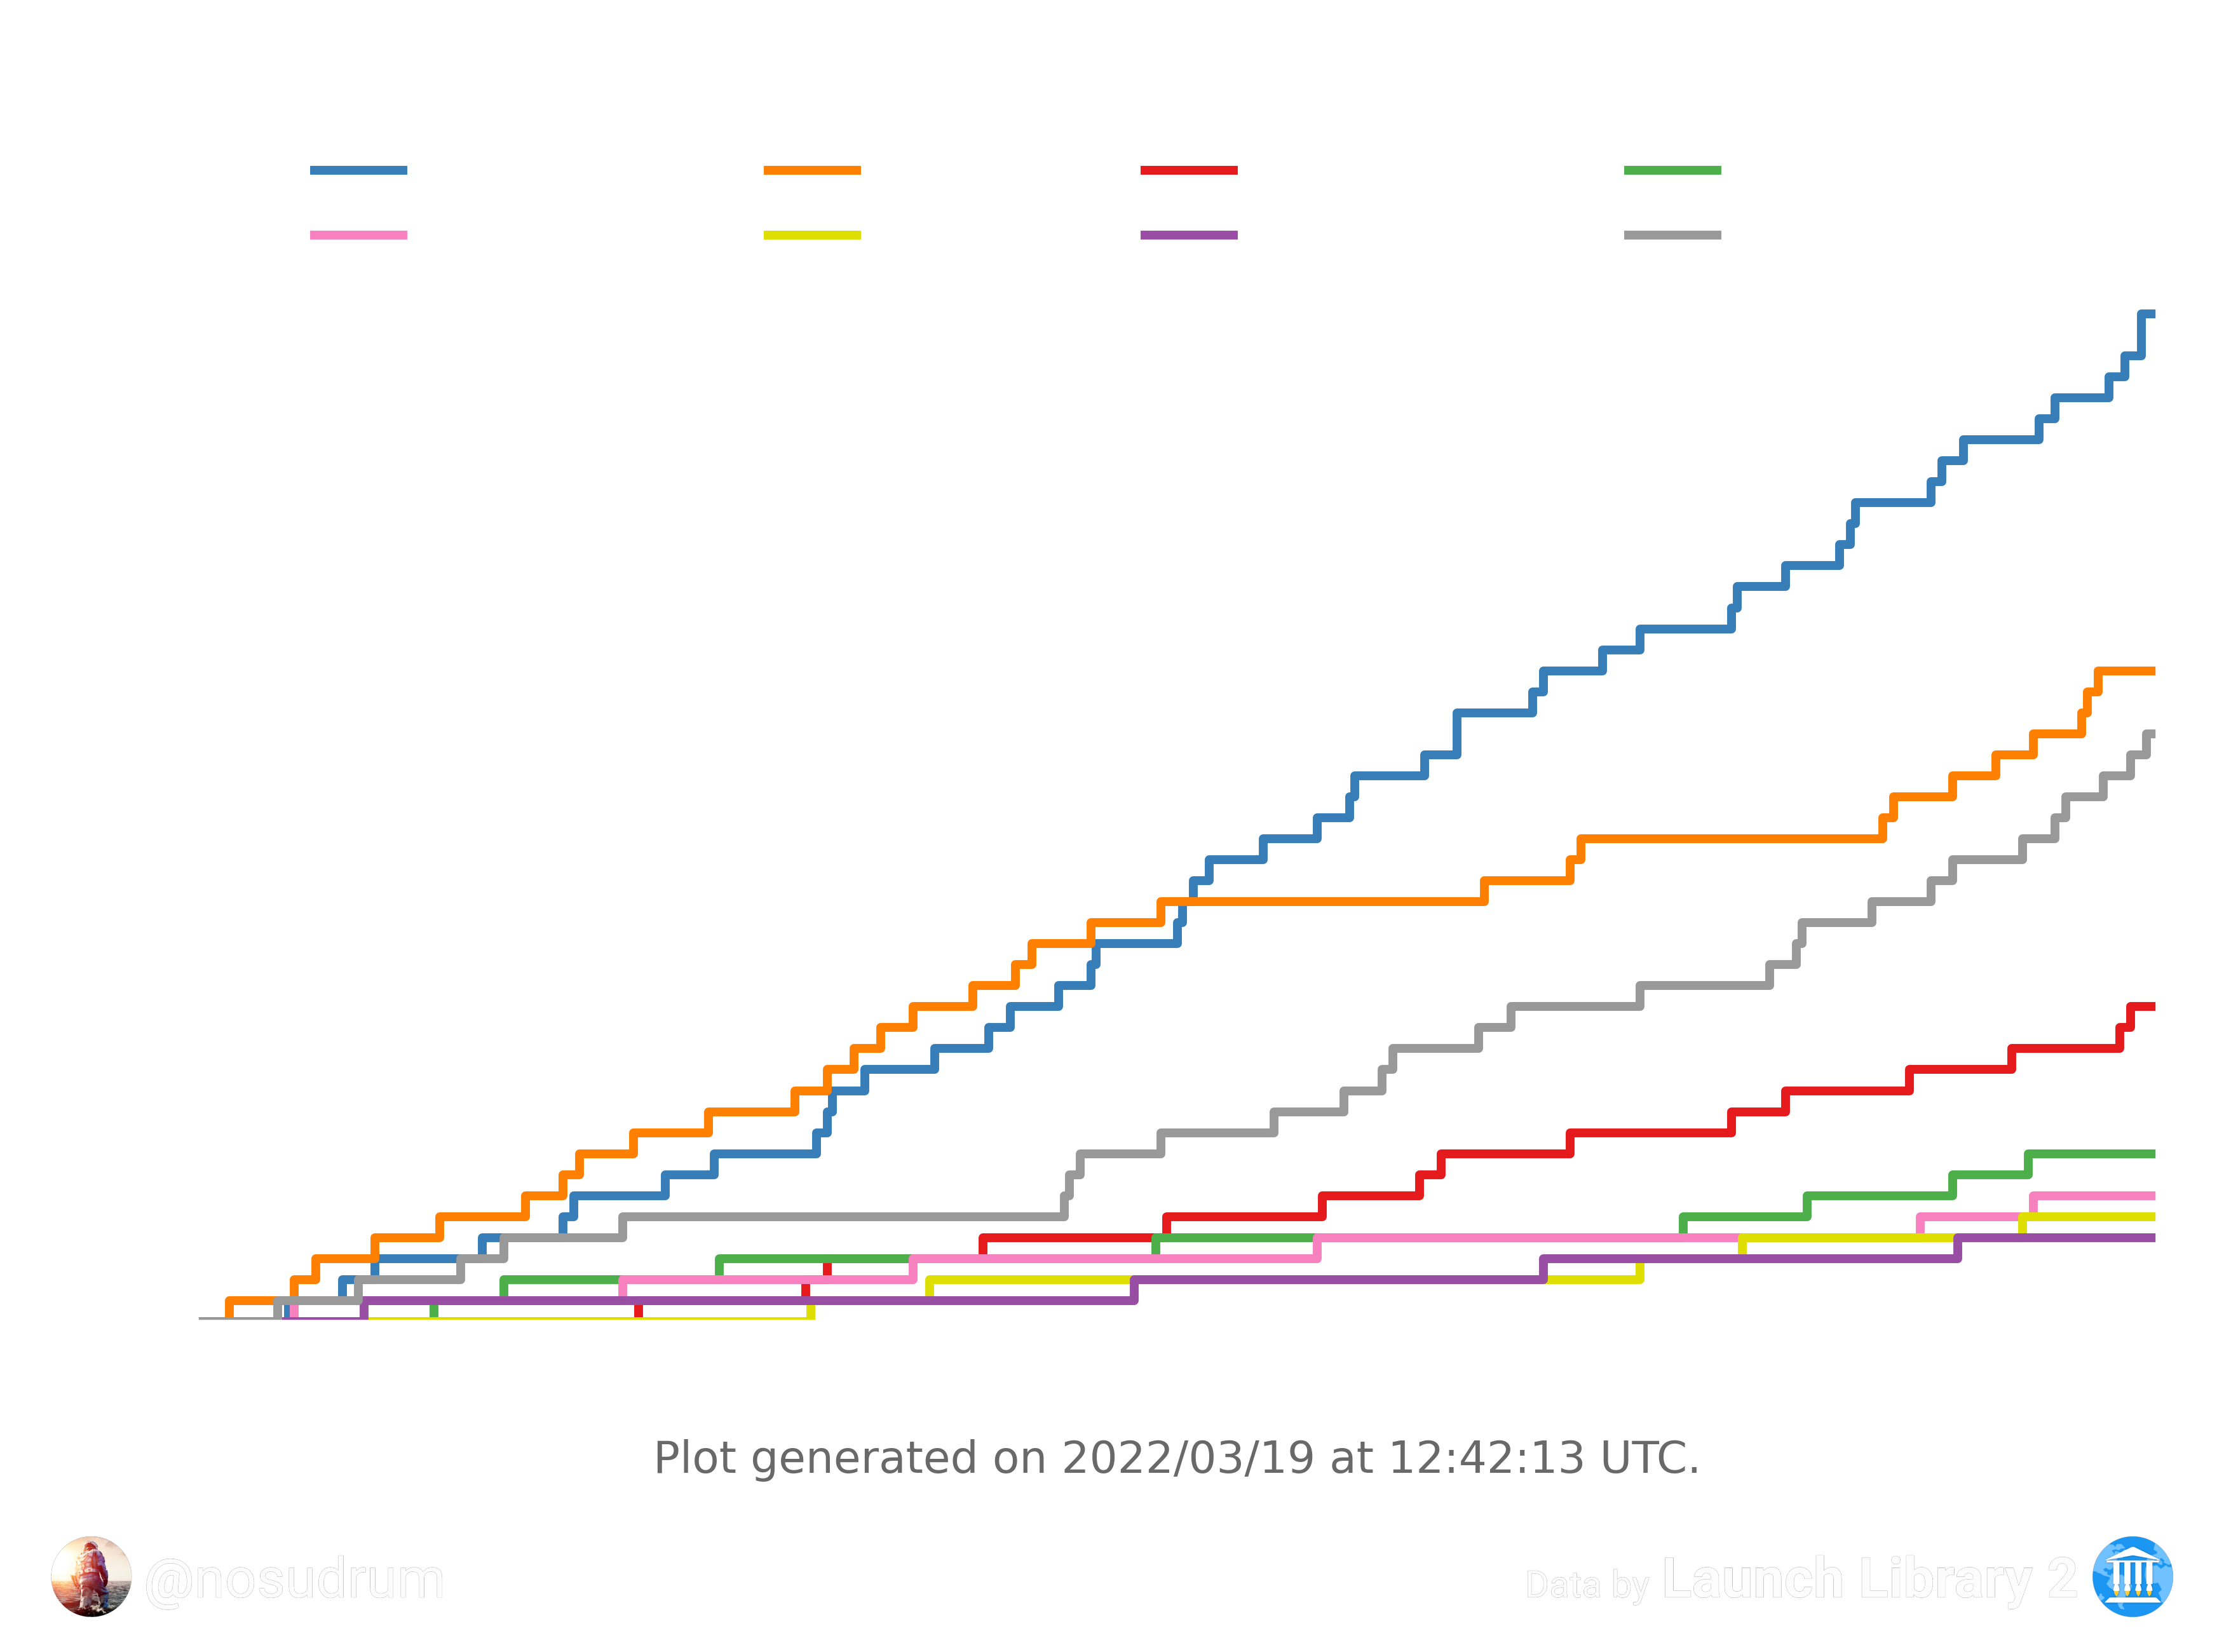 Plot generated on 2022/03/19 at 12:42:13 UTC.
@nosudrum
Data by Launch Library 2